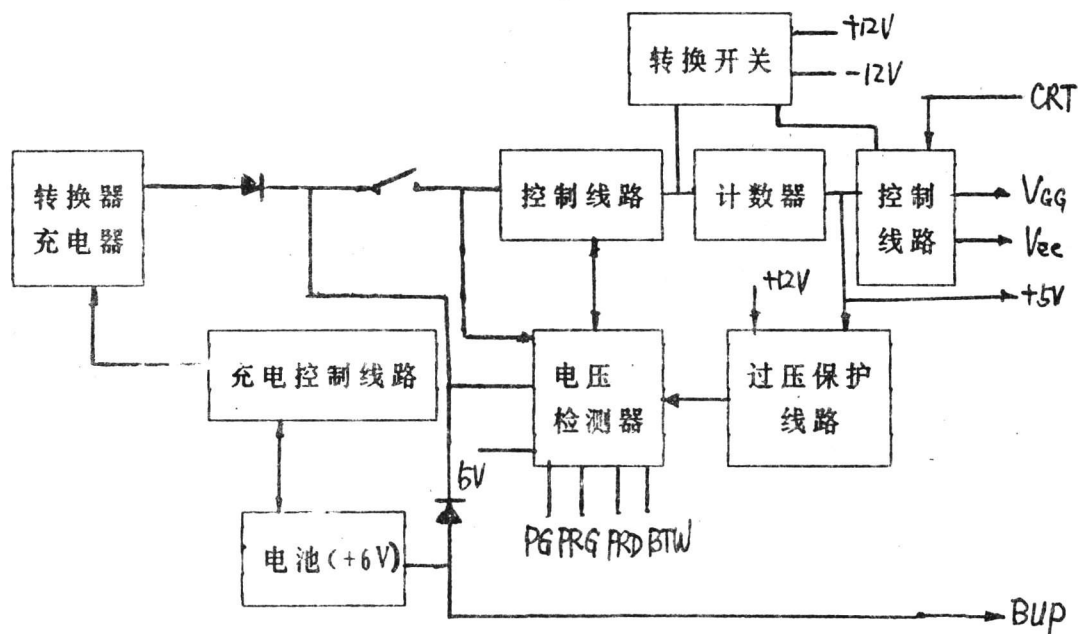 转换开关
+12V
-12V
CRT
转换器
充电器
控制线路
计数器
控制
线路
VGG
Vee
+5V
+12V
充电控制线路
电压
检测器
过压保护
线路
5V
PG PRG PRD BTW
电池(+6V)
BUP